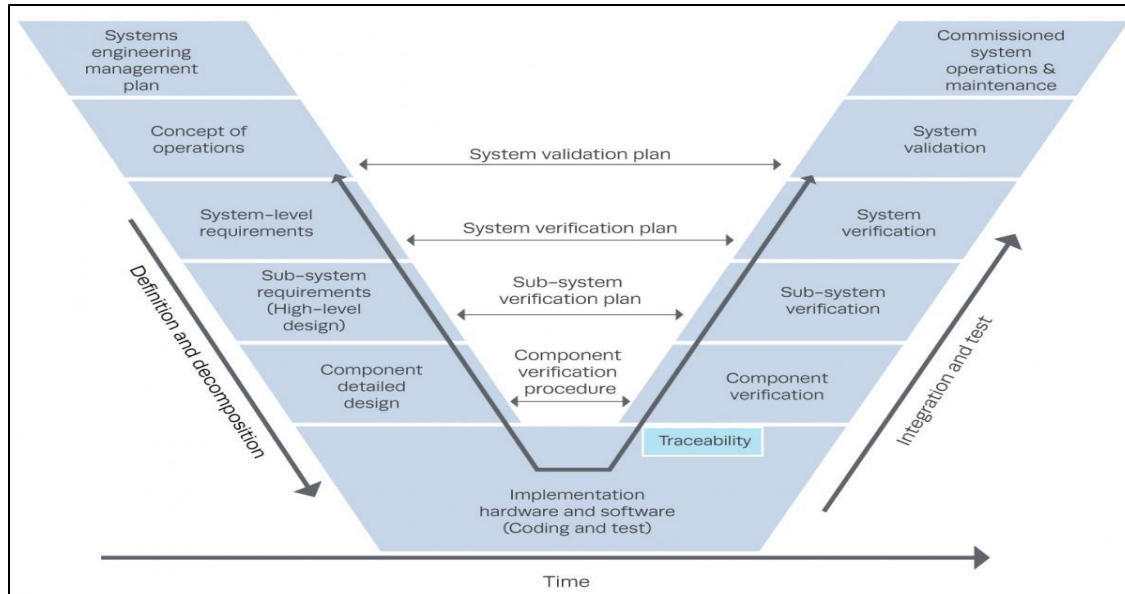 Systems
engineering
management
plan
Commissioned
system
operations &
maintenance
Concept of
operations
System validation plan
System
validation
System-level
requirements
System verification plan
System
verification
Sub-system
requirements
(High-level
design)
Sub-system
verification plan
Sub-system
verification
Component
detailed
design
Component
verification
procedure
Component
verification
Definition and decomposition
Integration and test
Traceability
Implementation
hardware and software
(Coding and test)
Time